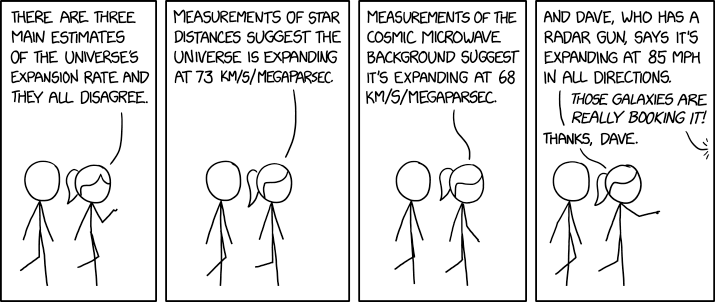 THERE ARE THREE
MAIN ESTIMATES
OF THE UNIVERSE'S
EXPANSION RATE AND
THEY ALL DISAGREE.
MEASUREMENTS OF STAR
DISTANCES SUGGEST THE
UNIVERSE IS EXPANDING
AT 73 KM/S/MEGAPARSEC.
MEASUREMENTS OF THE
COSMIC MICROWAVE
BACKGROUND SUGGEST
IT'S EXPANDING AT 68
KM/S/MEGAPARSEC.
AND DAVE, WHO HAS A
RADAR GUN, SAYS IT'S
EXPANDING AT 85 MPH
IN ALL DIRECTIONS.
THOSE GALAXIES ARE
REALLY BOOKING IT!
THANKS, DAVE.